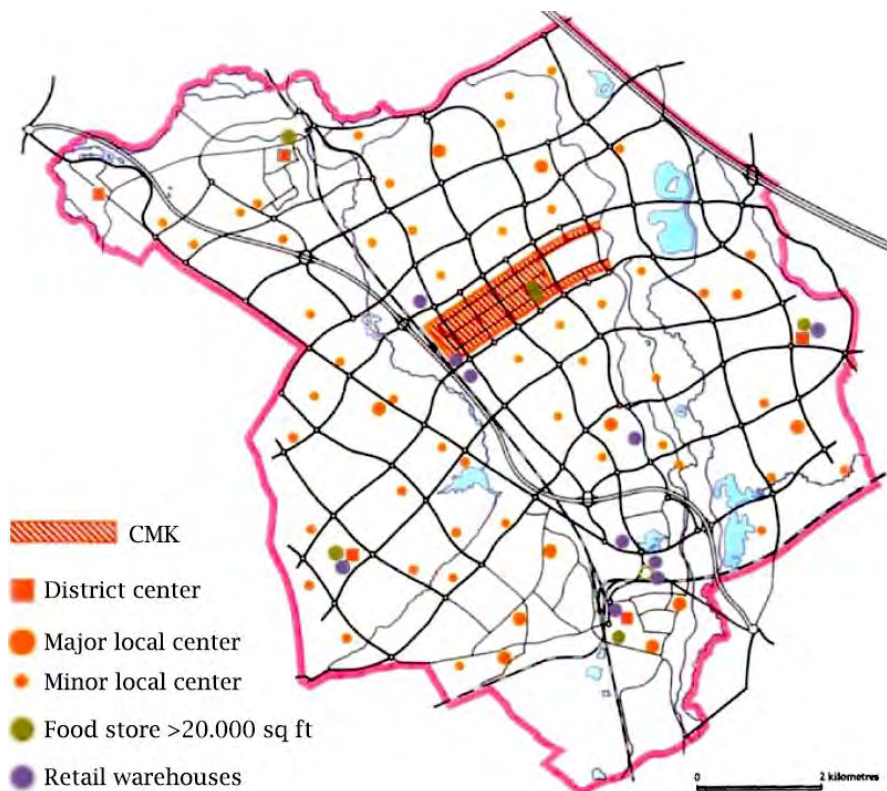 CMK
District center
Major local center
Minor local center
Food store >20.000 sq ft
Retail warehouses
0 2 kilometres